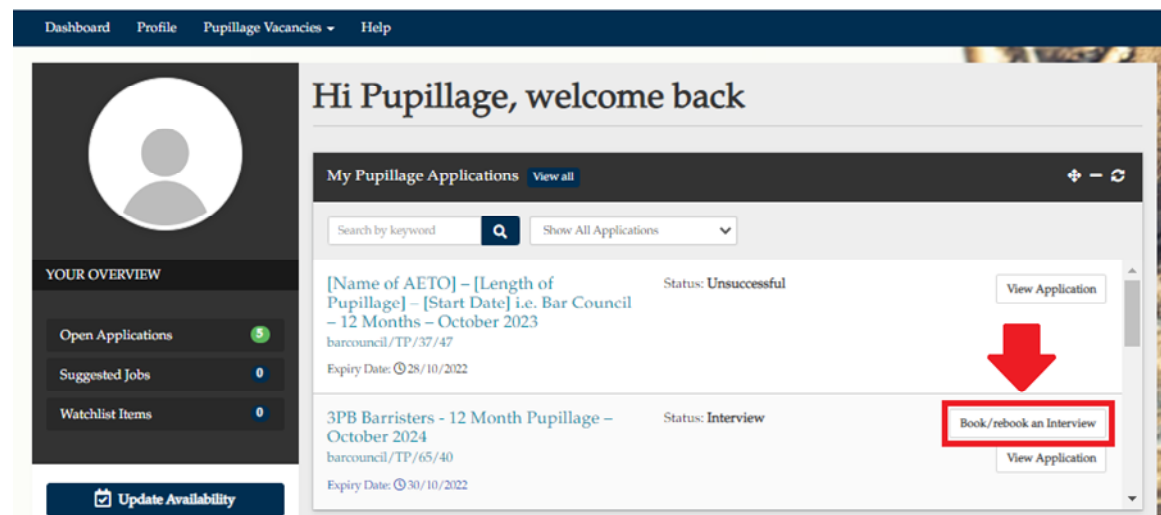 Dashboard Profile Pupillage Vacancies Help
Hi Pupillage, welcome back
My Pupillage Applications View all
Search by keyword Show All Applications
YOUR OVERVIEW
Open Applications 5
Suggested Jobs 0
Watchlist Items 0
Update Availability
[Name of AETO] – [Length of
Pupillage] – [Start Date] i.e. Bar Council
– 12 Months – October 2023
barcouncil/TP/37/47
Expiry Date: 28/10/2022
Status: Unsuccessful
View Application
3PB Barristers - 12 Month Pupillage –
October 2024
barcouncil/TP/65/40
Expiry Date: 30/10/2022
Status: Interview
Book/rebook an Interview
View Application